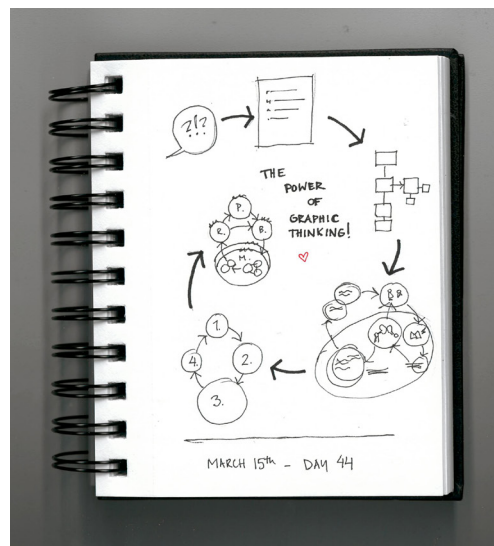 ?!?
THE
POWER
OF
GRAPHIC
THINKING!
P.
R.
B.
M.
1.
4.
2.
3.
MARCH 15th - DAY 44